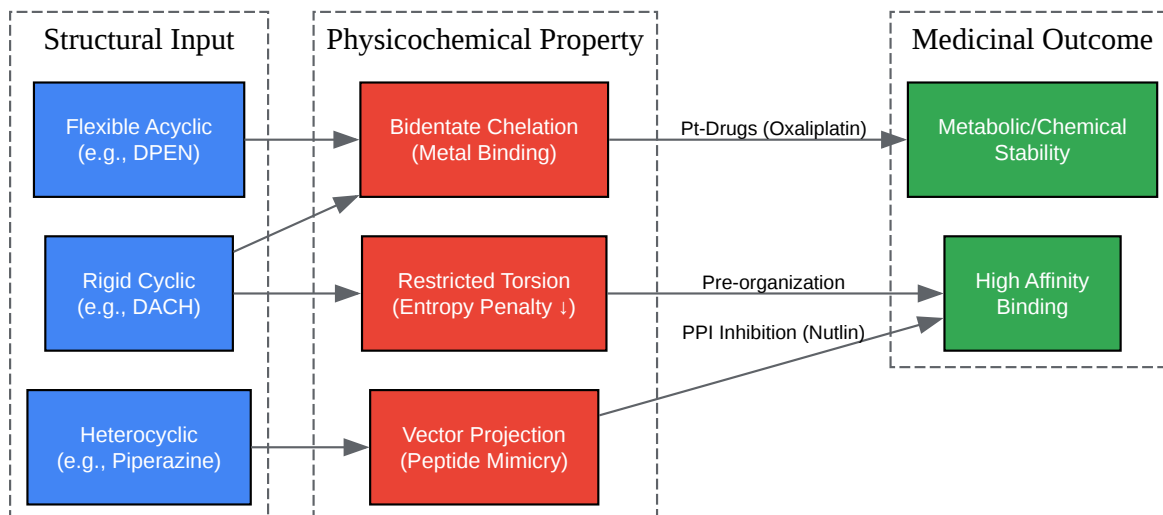 Structural Input
Physicochemical Property
Medicinal Outcome
Flexible Acyclic
(e.g., DPEN)
Bidentate Chelation
(Metal Binding)
Pt-Drugs (Oxaliplatin)
Metabolic/Chemical
Stability
Rigid Cyclic
(e.g., DACH)
Restricted Torsion
(Entropy Penalty ↓)
Pre-organization
High Affinity
Binding
PPI Inhibition (Nutlin)
Heterocyclic
(e.g., Piperazine)
Vector Projection
(Peptide Mimicry)